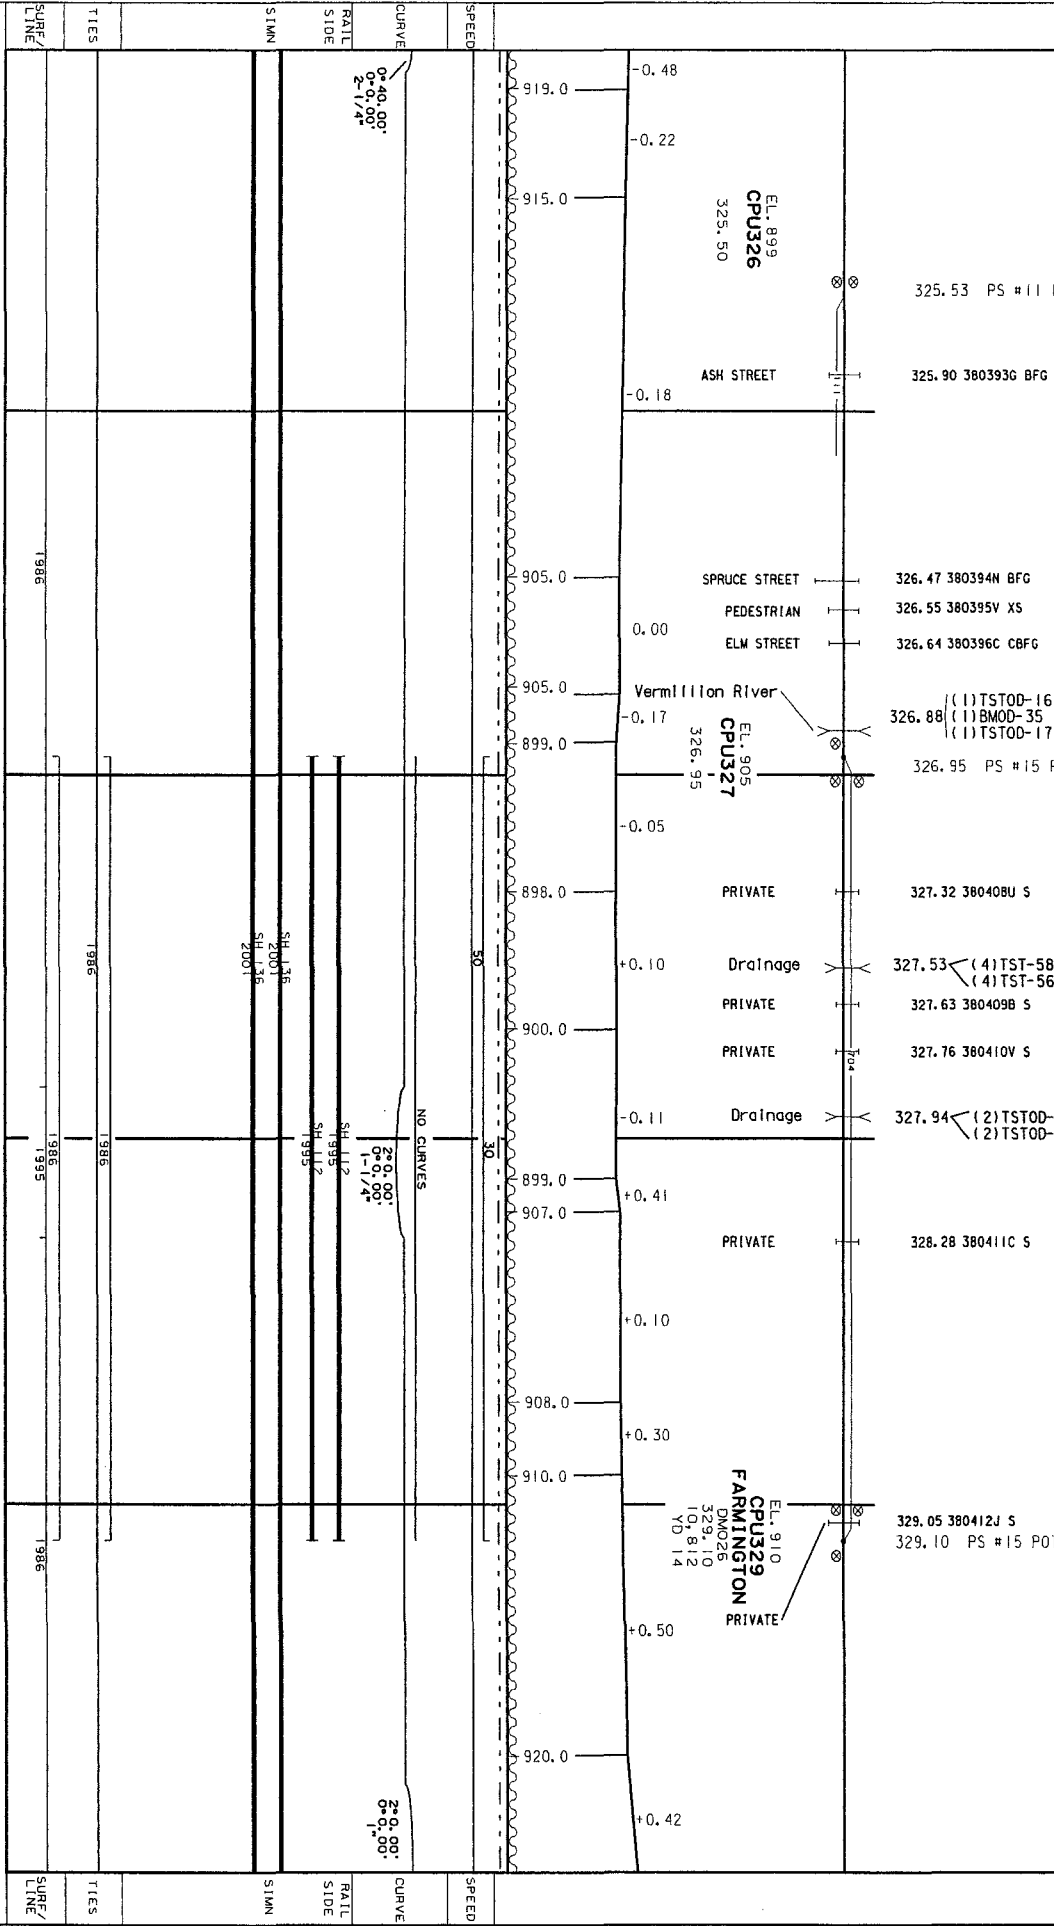 SURF/
LINE
TIES
SIMN
RAIL
SIDE
CURVE
SPEED
0°40.00'
0°0.00'
2-1/4"
919.0
-0.48
-0.22
915.0
EL. 899
CPU326
325.50
325.53 PS #11
ASH STREET
325.90 380393G BFG
-0.18
1986
905.0
SPRUCE STREET
326.47 380394N BFG
PEDESTRIAN
326.55 380395V XS
0.00
ELM STREET
326.64 380396C CBFG
905.0
Vermillion River
-0.17
326.88
(1)TSTOD-16
(1)BMOD-35
(1)TSTOD-17
899.0
EL. 905
CPU327
326.95
326.95 PS #15
-0.05
898.0
PRIVATE
327.32 380408U S
1986
SH 136
2001
SH 136
2001
50
+0.10
Drainage
327.53
(4)TST-58
(4)TST-56
PRIVATE
327.63 380409B S
900.0
PRIVATE
327.76 380410V S
704
-0.11
Drainage
327.94
(2)TSTOD-
(2)TSTOD-
1995
1986
1986
SH 112
1995
SH 112
1995
2°0.00'
0°0.00'
1-1/4"
NO CURVES
30
899.0
+0.41
907.0
PRIVATE
328.28 380411C S
+0.10
908.0
+0.30
910.0
EL. 910
CPU329
FARMINGTON
DM026
329.10
10,812
YD 14
329.05 380412J S
329.10 PS #15 PO
1986
PRIVATE
+0.50
920.0
2°0.00'
0°0.00'
1"
+0.42
SURF/
LINE
TIES
SIMN
RAIL
SIDE
CURVE
SPEED